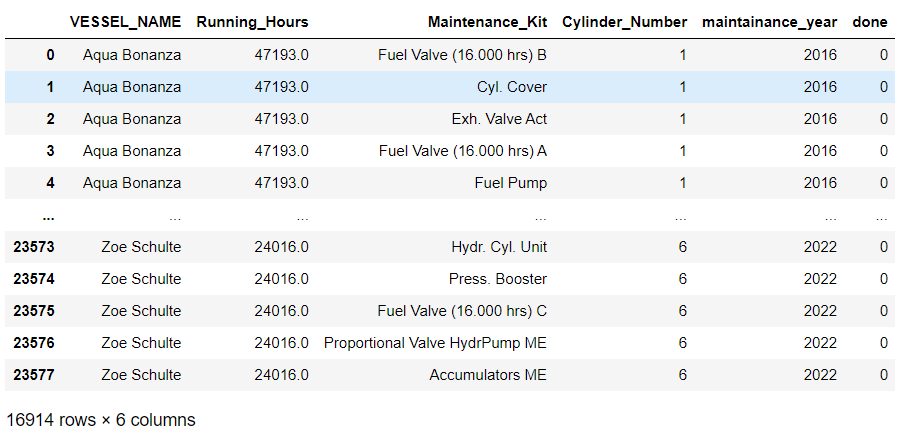 VESSEL_NAME Running_Hours Maintenance_Kit Cylinder_Number maintainance_year done
0 Aqua Bonanza 47193.0 Fuel Valve (16.000 hrs) B 1 2016 0
1 Aqua Bonanza 47193.0 Cyl. Cover 1 2016 0
2 Aqua Bonanza 47193.0 Exh. Valve Act 1 2016 0
3 Aqua Bonanza 47193.0 Fuel Valve (16.000 hrs) A 1 2016 0
4 Aqua Bonanza 47193.0 Fuel Pump 1 2016 0
... ... ... ... ... ... ...
23573 Zoe Schulte 24016.0 Hydr. Cyl. Unit 6 2022 0
23574 Zoe Schulte 24016.0 Press. Booster 6 2022 0
23575 Zoe Schulte 24016.0 Fuel Valve (16.000 hrs) C 6 2022 0
23576 Zoe Schulte 24016.0 Proportional Valve HydrPump ME 6 2022 0
23577 Zoe Schulte 24016.0 Accumulators ME 6 2022 0
16914 rows × 6 columns